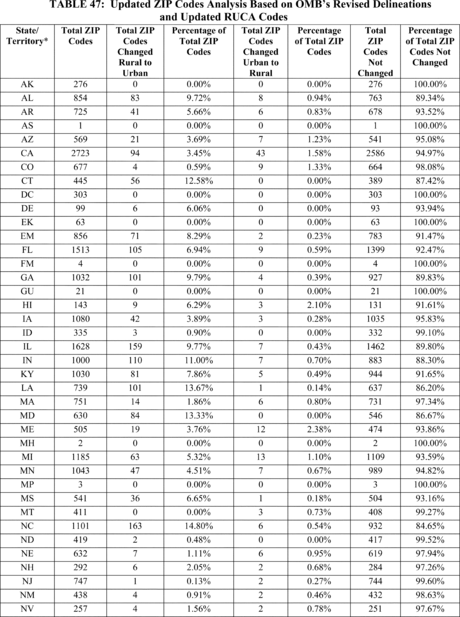 TABLE 47: Updated ZIP Codes Analysis Based on OMB's Revised Delineations
and Updated RUCA Codes
State/ Territory* | Total ZIP Codes | Total ZIP Codes Changed Rural to Urban | Percentage of Total ZIP Codes | Total ZIP Codes Changed Urban to Rural | Percentage of Total ZIP Codes | Total ZIP Codes Not Changed | Percentage of Total ZIP Codes Not Changed
AK 276 0 0.00% 0 0.00% 276 100.00%
AL 854 83 9.72% 8 0.94% 763 89.34%
AR 725 41 5.66% 6 0.83% 678 93.52%
AS 1 0 0.00% 0 0.00% 1 100.00%
AZ 569 21 3.69% 7 1.23% 541 95.08%
CA 2723 94 3.45% 43 1.58% 2586 94.97%
CO 677 4 0.59% 9 1.33% 664 98.08%
CT 445 56 12.58% 0 0.00% 389 87.42%
DC 303 0 0.00% 0 0.00% 303 100.00%
DE 99 6 6.06% 0 0.00% 93 93.94%
EK 63 0 0.00% 0 0.00% 63 100.00%
EM 856 71 8.29% 2 0.23% 783 91.47%
FL 1513 105 6.94% 9 0.59% 1399 92.47%
FM 4 0 0.00% 0 0.00% 4 100.00%
GA 1032 101 9.79% 4 0.39% 927 89.83%
GU 21 0 0.00% 0 0.00% 21 100.00%
HI 143 9 6.29% 3 2.10% 131 91.61%
IA 1080 42 3.89% 3 0.28% 1035 95.83%
ID 335 3 0.90% 0 0.00% 332 99.10%
IL 1628 159 9.77% 7 0.43% 1462 89.80%
IN 1000 110 11.00% 7 0.70% 883 88.30%
KY 1030 81 7.86% 5 0.49% 944 91.65%
LA 739 101 13.67% 1 0.14% 637 86.20%
MA 751 14 1.86% 6 0.80% 731 97.34%
MD 630 84 13.33% 0 0.00% 546 86.67%
ME 505 19 3.76% 12 2.38% 474 93.86%
MH 2 0 0.00% 0 0.00% 2 100.00%
MI 1185 63 5.32% 13 1.10% 1109 93.59%
MN 1043 47 4.51% 7 0.67% 989 94.82%
MP 3 0 0.00% 0 0.00% 3 100.00%
MS 541 36 6.65% 1 0.18% 504 93.16%
MT 411 0 0.00% 3 0.73% 408 99.27%
NC 1101 163 14.80% 6 0.54% 932 84.65%
ND 419 2 0.48% 0 0.00% 417 99.52%
NE 632 7 1.11% 6 0.95% 619 97.94%
NH 292 6 2.05% 2 0.68% 284 97.26%
NJ 747 1 0.13% 2 0.27% 744 99.60%
NM 438 4 0.91% 2 0.46% 432 98.63%
NV 257 4 1.56% 2 0.78% 251 97.67%